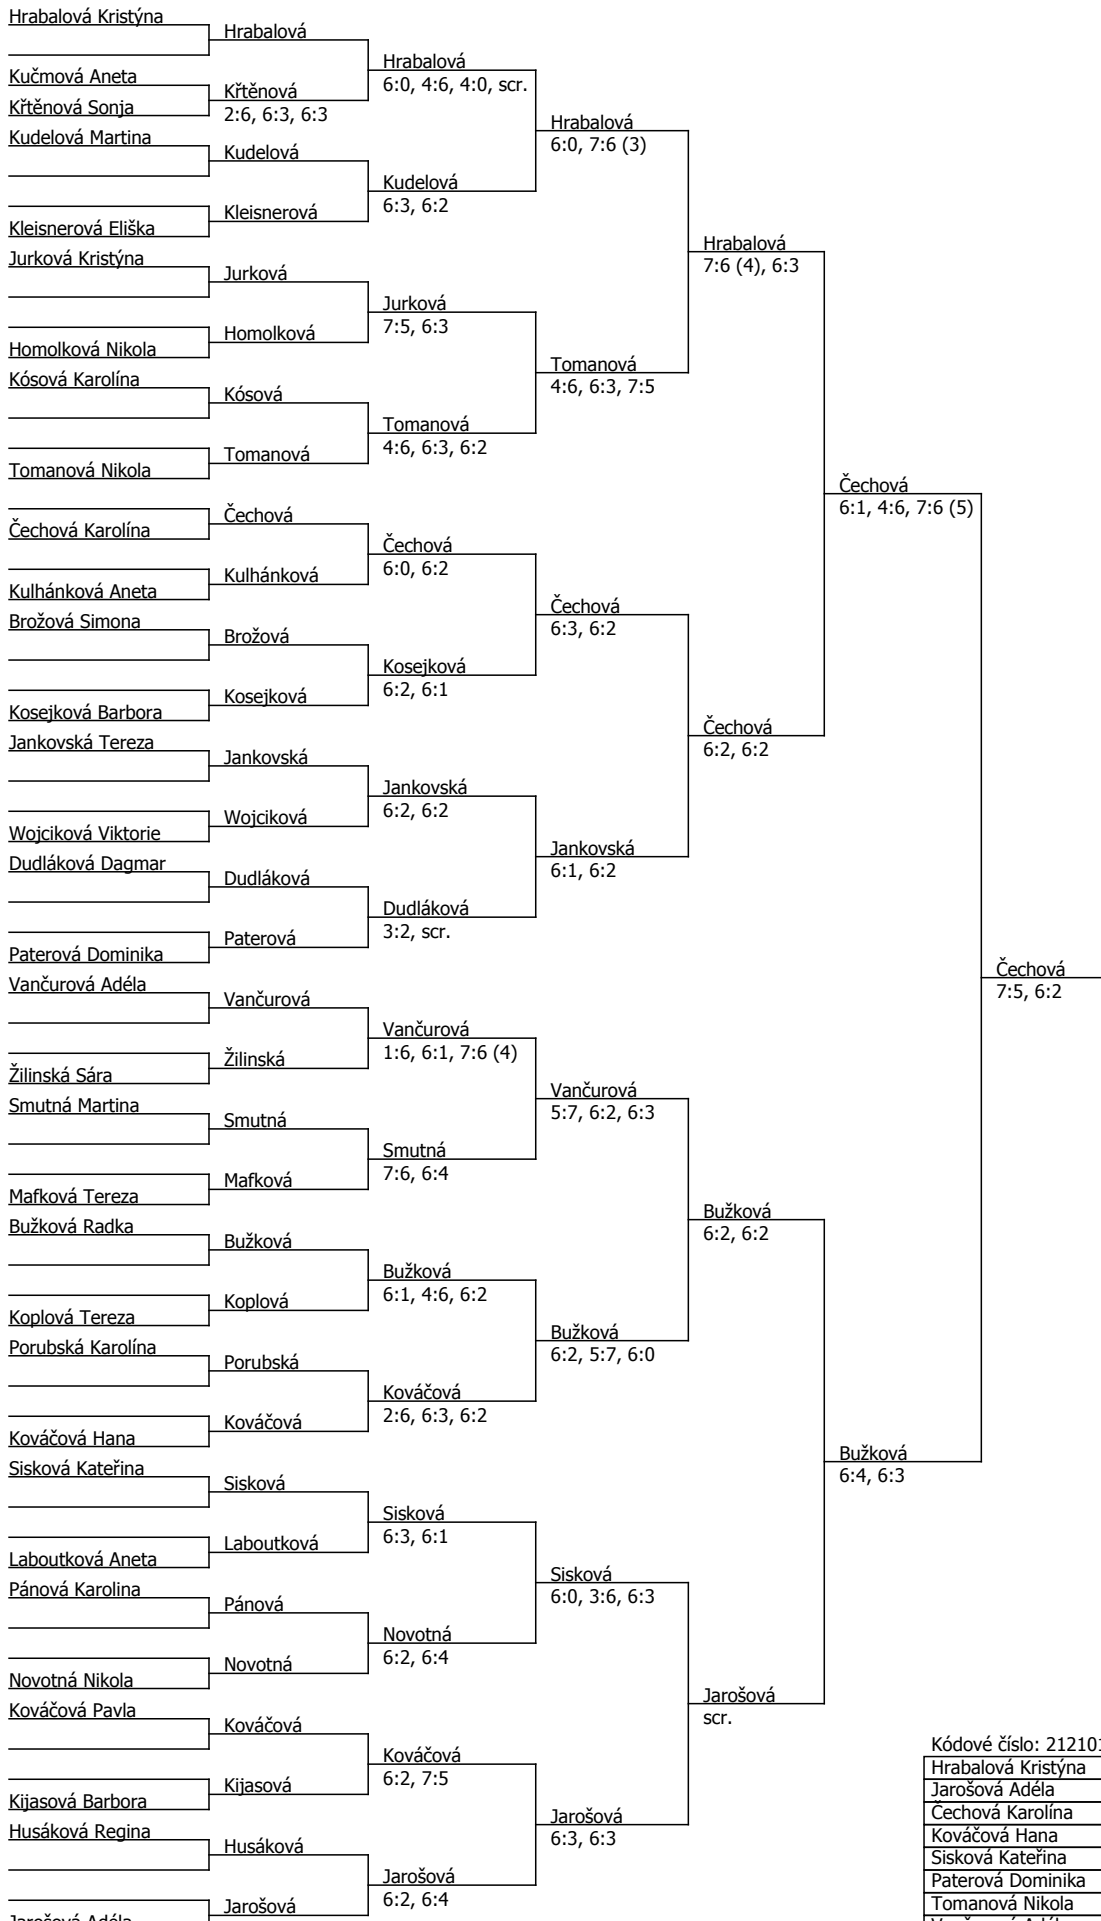 Hrabalová Kristýna
Kučmová Aneta
Křtěnová Sonja
Kudelová Martina
Kleisnerová Eliška
Jurková Kristýna
Homolková Nikola
Kósová Karolína
Tomanová Nikola
Čechová Karolína
Kulhánková Aneta
Brožová Simona
Kosejková Barbora
Jankovská Tereza
Wojciková Viktorie
Dudláková Dagmar
Paterová Dominika
Vančurová Adéla
Žilinská Sára
Smutná Martina
Mafková Tereza
Bužková Radka
Koplová Tereza
Porubská Karolína
Kováčová Hana
Sisková Kateřina
Laboutková Aneta
Pánová Karolina
Novotná Nikola
Kováčová Pavla
Kijasová Barbora
Husáková Regina
Jarošová Adéla
Hrabalová
Křtěnová
2:6, 6:3, 6:3
Kudelová
Kleisnerová
Jurková
Homolková
Kósová
Tomanová
Čechová
Kulhánková
Brožová
Kosejková
Jankovská
Wojciková
Dudláková
Paterová
Vančurová
Žilinská
Smutná
Mafková
Bužková
Koplová
Porubská
Kováčová
Sisková
Laboutková
Pánová
Novotná
Kováčová
Kijasová
Husáková
Jarošová
Hrabalová
6:0, 4:6, 4:0, scr.
Kudelová
6:3, 6:2
Jurková
7:5, 6:3
Tomanová
4:6, 6:3, 6:2
Čechová
6:0, 6:2
Kosejková
6:2, 6:1
Jankovská
6:2, 6:2
Dudláková
3:2, scr.
Vančurová
1:6, 6:1, 7:6 (4)
Smutná
7:6, 6:4
Bužková
6:1, 4:6, 6:2
Kováčová
2:6, 6:3, 6:2
Sisková
6:3, 6:1
Novotná
6:2, 6:4
Kováčová
6:2, 7:5
Jarošová
6:2, 6:4
Hrabalová
6:0, 7:6 (3)
Tomanová
4:6, 6:3, 7:5
Čechová
6:3, 6:2
Jankovská
6:1, 6:2
Vančurová
5:7, 6:2, 6:3
Bužková
6:2, 5:7, 6:0
Sisková
6:0, 3:6, 6:3
Jarošová
6:3, 6:3
Hrabalová
7:6 (4), 6:3
Čechová
6:2, 6:2
Bužková
6:2, 6:2
Jarošová
scr.
Čechová
6:1, 4:6, 7:6 (5)
Bužková
6:4, 6:3
Čechová
7:5, 6:2
Kódové číslo: 212101
Hrabalová Kristýna
Jarošová Adéla
Čechová Karolína
Kováčová Hana
Sisková Kateřina
Paterová Dominika
Tomanová Nikola
Vančurová Adéla